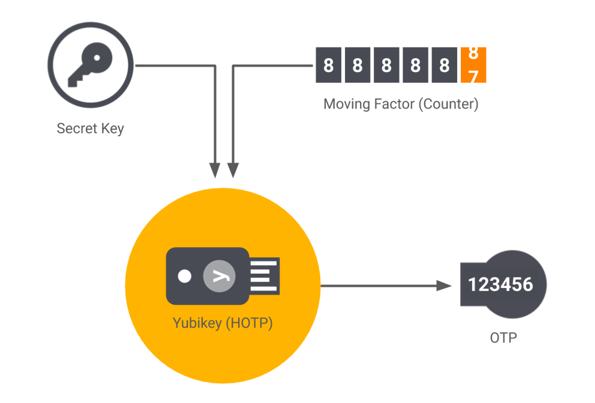 8 8 8 8 8 8
7
Secret Key
Moving Factor (Counter)
Yubikey (HOTP)
123456
OTP